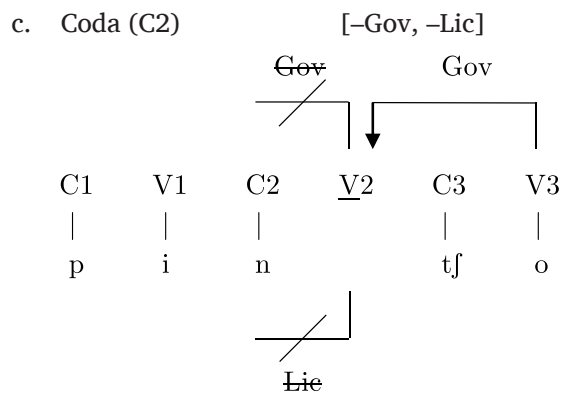 c. Coda (C2) [–Gov, –Lic]
Gov Gov
C1 V1 C2 V2 C3 V3
p i n tʃ o
Lic